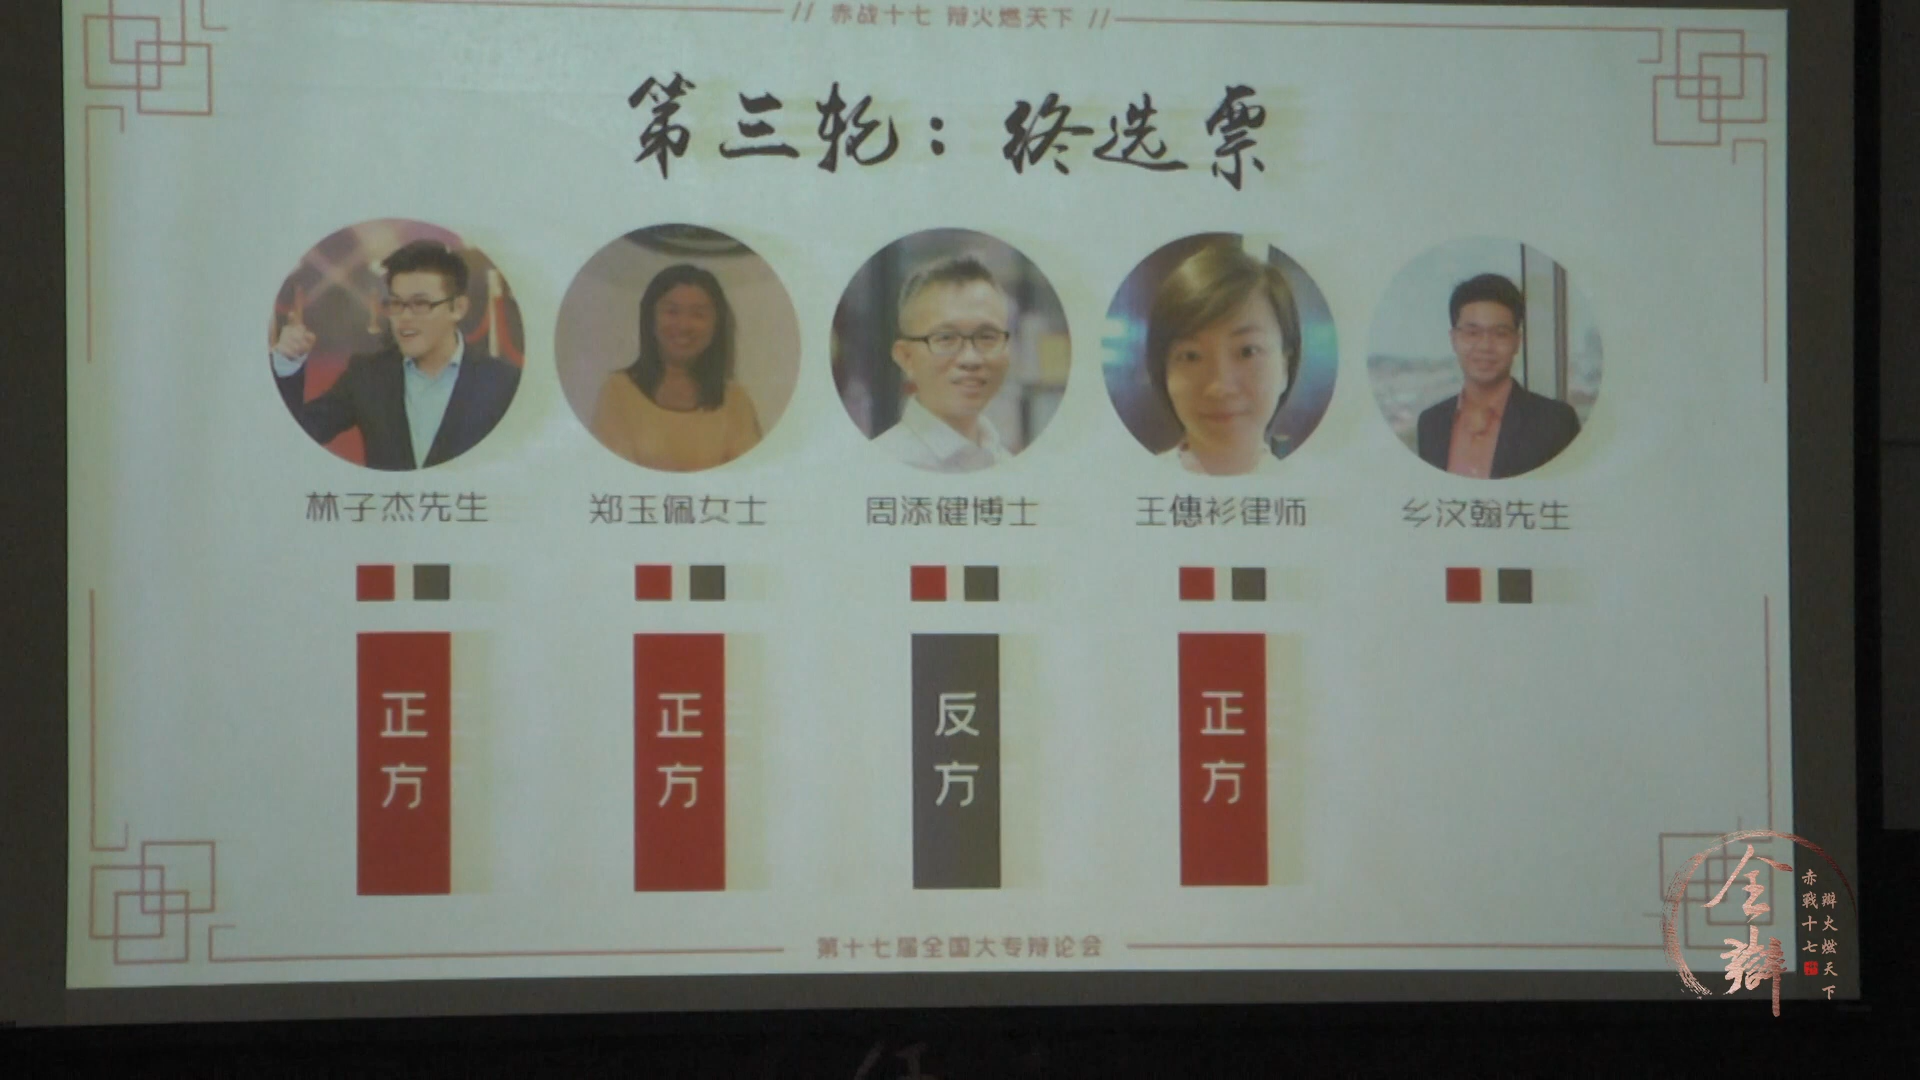 // 赤战十七 辩火燃天下 //
第三轮：终选票
林子杰先生
郑玉佩女士
周添健博士
王傳衫律师
乡汶翰先生
正方
正方
反方
正方
第十七届全国大专辩论会
全辯
赤戰十七
辯火燃天下